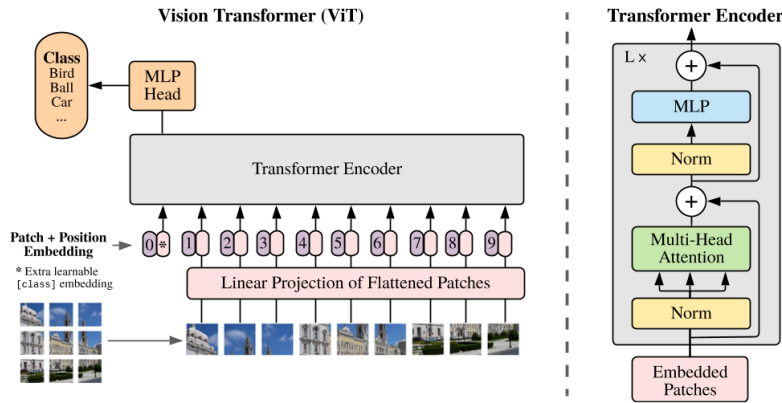 Vision Transformer (ViT)
Class
Bird
Ball
Car
...
MLP
Head
Transformer Encoder
Patch + Position
Embedding
0 * 1 2 3 4 5 6 7 8 9
* Extra learnable
[class] embedding
Linear Projection of Flattened Patches
Transformer Encoder
L ×
+
MLP
Norm
+
Multi-Head
Attention
Norm
Embedded
Patches